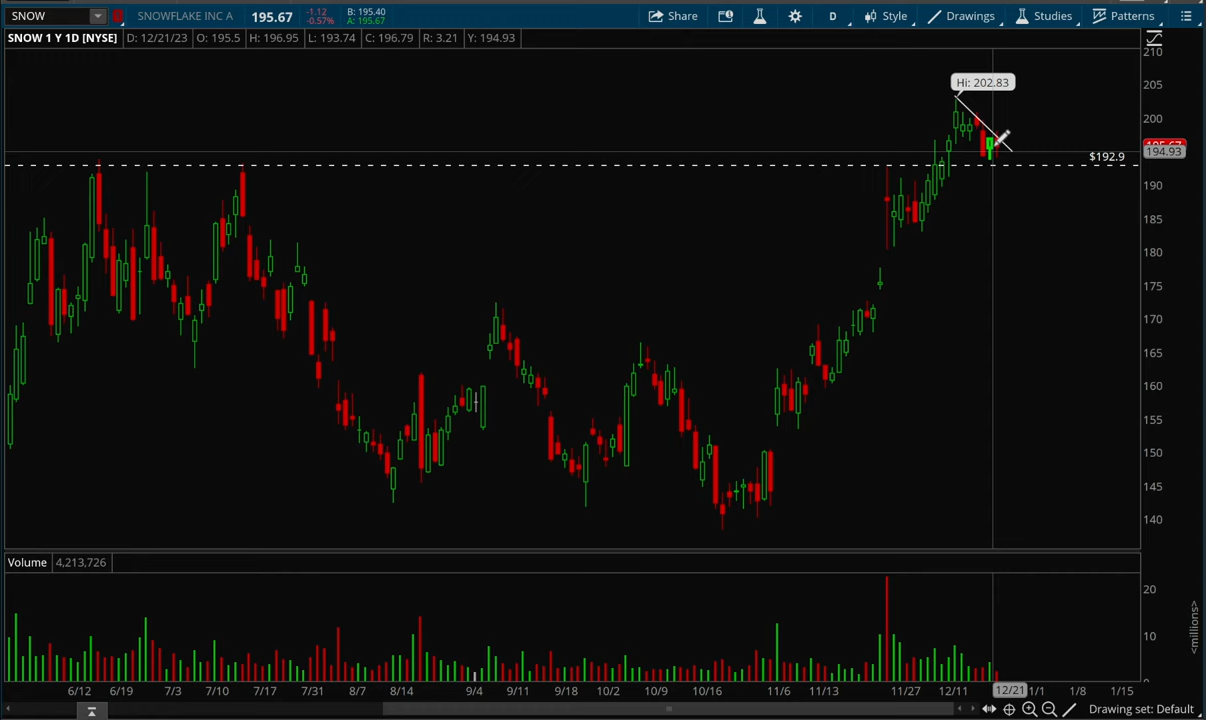 SNOW SNOWFLAKE INC A 195.67 -1.12 -0.57% B: 195.40 A: 195.67 Share D Style Drawings Studies Patterns
SNOW 1 Y 1D [NYSE] D: 12/21/23 O: 195.5 H: 196.95 L: 193.74 C: 196.79 R: 3.21 Y: 194.93
210
Hi: 202.83
205
200
195.67
194.93
$192.9
190
185
180
175
170
165
160
155
150
145
140
Volume 4,213,726
20
10
<millions>
6/12 6/19 7/3 7/10 7/17 7/31 8/7 8/14 9/4 9/11 9/18 10/2 10/9 10/16 11/6 11/13 11/27 12/11 12/21 1/1 1/8 1/15
Drawing set: Default